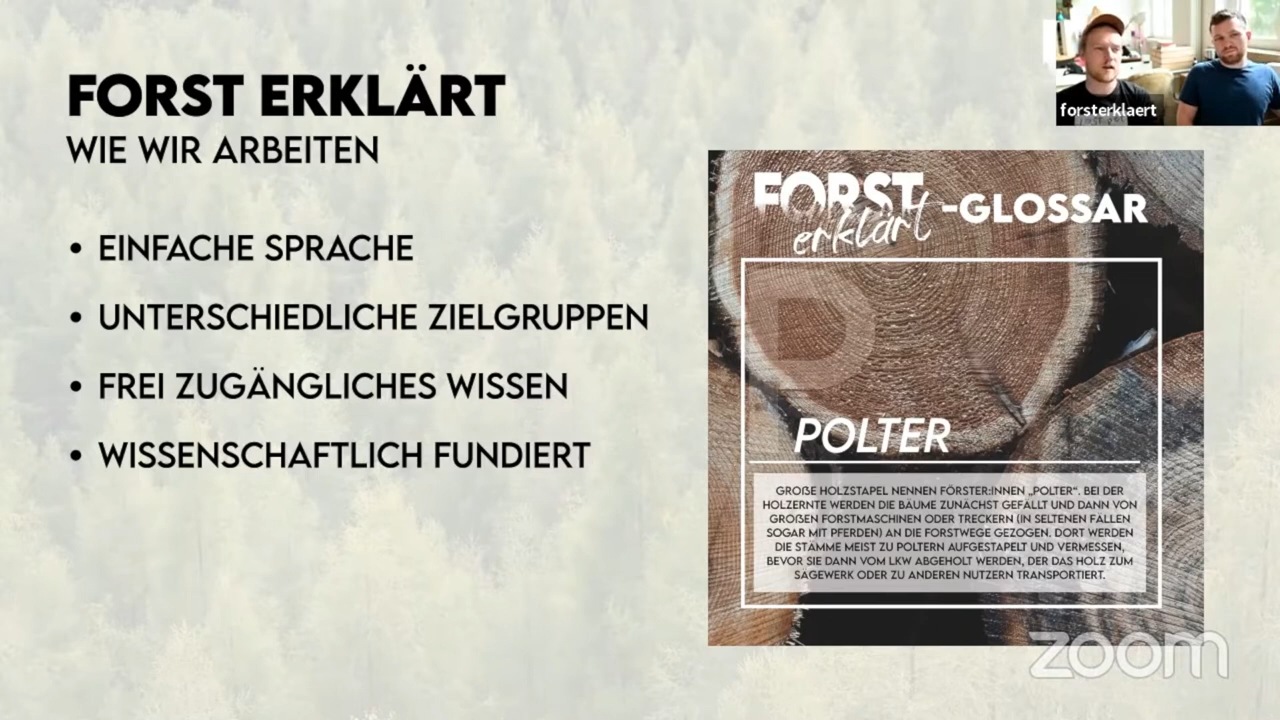 FORST ERKLÄRT
WIE WIR ARBEITEN
• EINFACHE SPRACHE
• UNTERSCHIEDLICHE ZIELGRUPPEN
• FREI ZUGÄNGLICHES WISSEN
• WISSENSCHAFTLICH FUNDIERT
forsterklaert
FORST
erklärt -GLOSSAR
P
POLTER
GROẞE HOLZSTAPEL NENNEN FÖRSTER:INNEN „POLTER“. BEI DER
HOLZERNTE WERDEN DIE BÄUME ZUNÄCHST GEFÄLLT UND DANN VON
GROẞEN FORSTMASCHINEN ODER TRECKERN (IN SELTENEN FÄLLEN
SOGAR MIT PFERDEN) AN DIE FORSTWEGE GEZOGEN. DORT WERDEN
DIE STÄMME MEIST ZU POLTERN AUFGESTAPELT UND VERMESSEN,
BEVOR SIE DANN VOM LKW ABGEHOLT WERDEN, DER DAS HOLZ ZUM
SÄGEWERK ODER ZU ANDEREN NUTZERN TRANSPORTIERT.
zoom